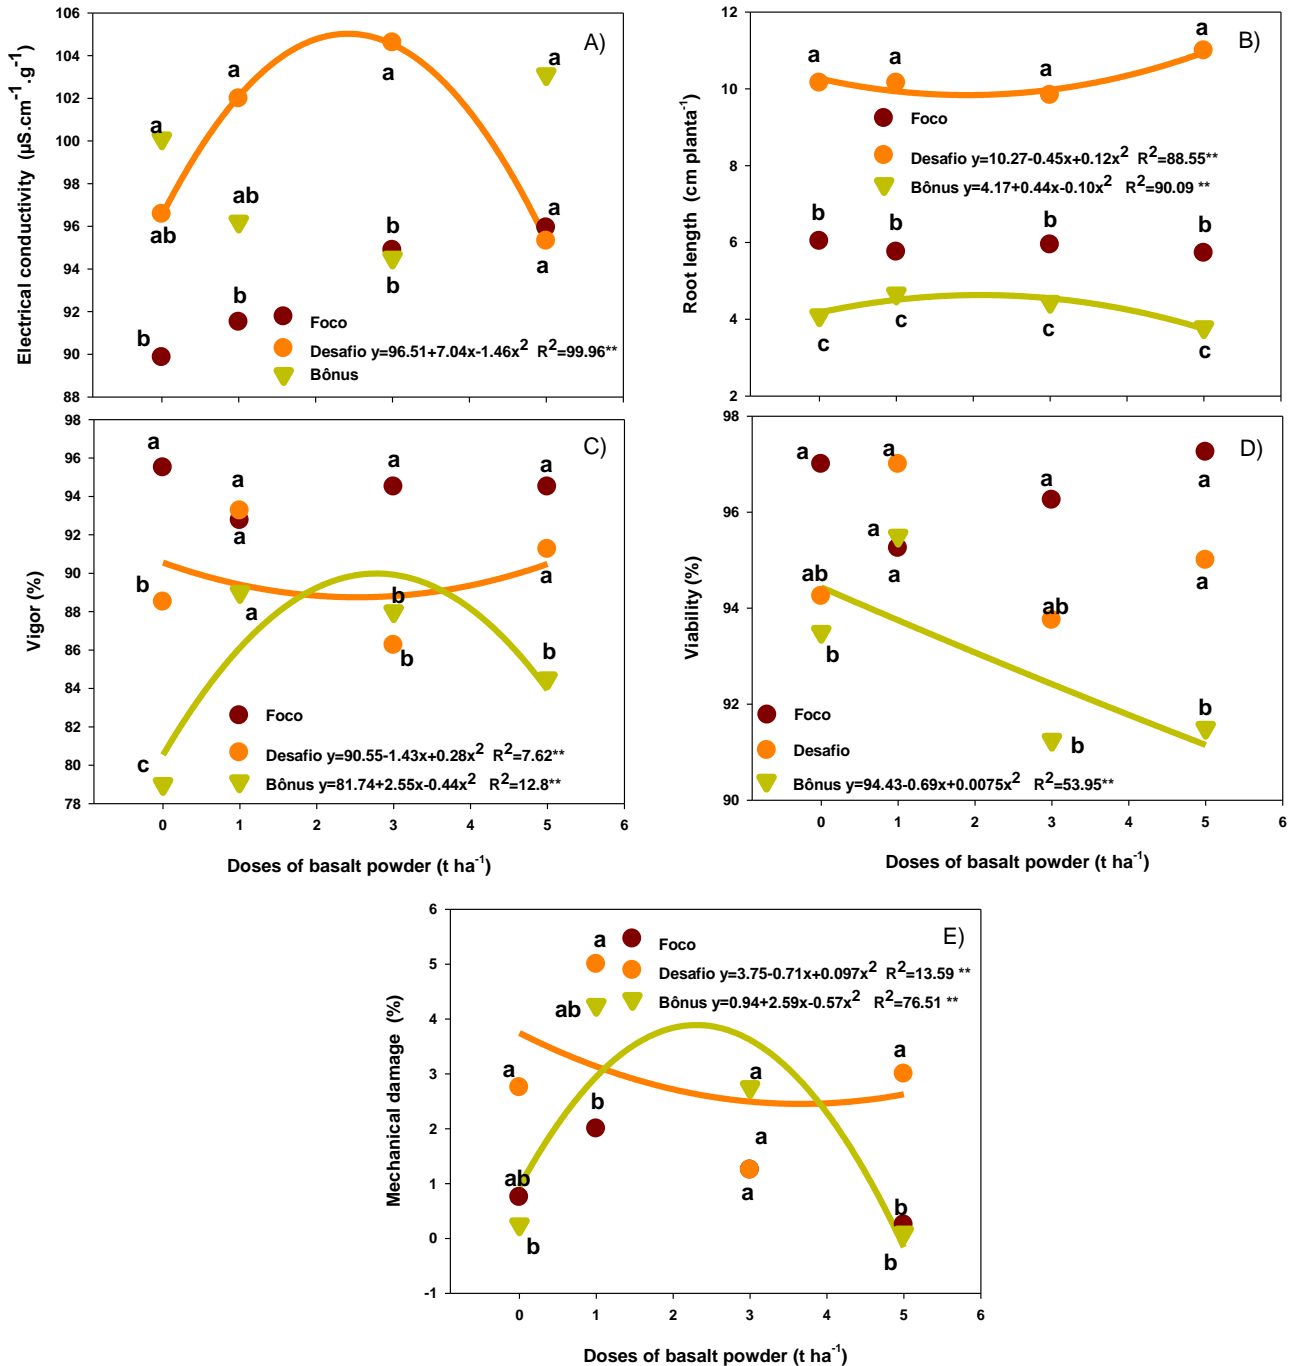 A)
Electrical conductivity (µS.cm⁻¹.g⁻¹)
106
104
102
100
98
96
94
92
90
88
a
a
a
a
ab
ab
b
a
b
b
b
b
a
Foco
Desafio y=96.51+7.04x-1.46x² R²=99.96**
Bônus
B)
Root length (cm planta⁻¹)
12
10
8
6
4
2
a
a
a
a
Foco
Desafio y=10.27-0.45x+0.12x² R²=88.55**
Bônus y=4.17+0.44x-0.10x² R²=90.09 **
b
b
b
b
c
c
c
c
C)
Vigor (%)
98
96
94
92
90
88
86
84
82
80
78
a
a
a
a
a
b
a
b
a
b
b
c
Foco
Desafio y=90.55-1.43x+0.28x² R²=7.62**
Bônus y=81.74+2.55x-0.44x² R²=12.8**
0 1 2 3 4 5 6
Doses of basalt powder (t ha⁻¹)
D)
Viability (%)
98
96
94
92
90
a
a
a
a
a
a
ab
a
ab
b
b
b
Foco
Desafio
Bônus y=94.43-0.69x+0.0075x² R²=53.95**
0 1 2 3 4 5 6
Doses of basalt powder (t ha⁻¹)
E)
Mechanical damage (%)
6
5
4
3
2
1
0
-1
a
Foco
Desafio y=3.75-0.71x+0.097x² R²=13.59 **
Bônus y=0.94+2.59x-0.57x² R²=76.51 **
ab
a
a
a
b
a
ab
a
b
b
b
0 1 2 3 4 5 6
Doses of basalt powder (t ha⁻¹)